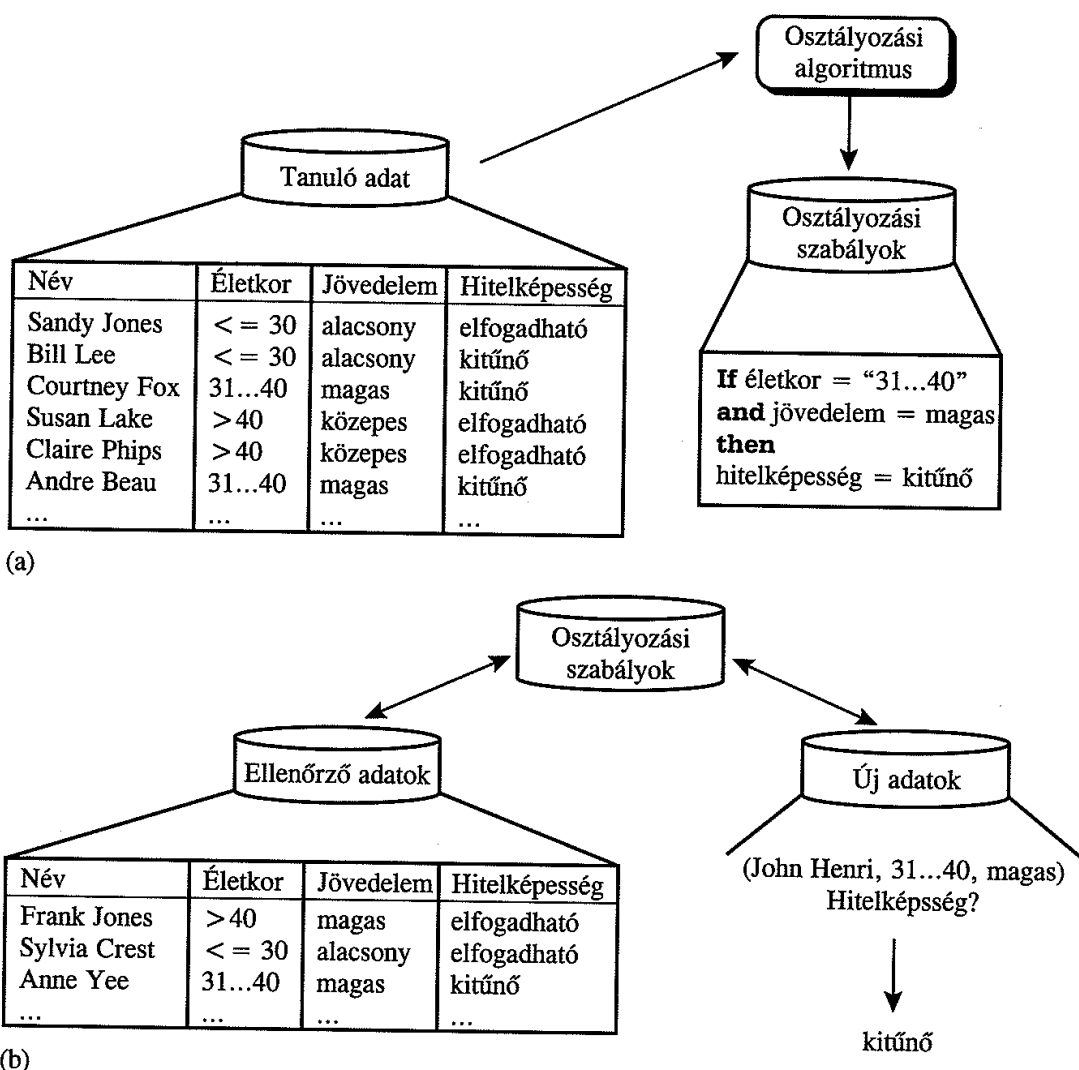 Osztályozási
algoritmus
Tanuló adat
Osztályozási
szabályok
Név Életkor Jövedelem Hitelképesség
Sandy Jones <= 30 alacsony elfogadható
Bill Lee <= 30 alacsony kitűnő
Courtney Fox 31...40 magas kitűnő
Susan Lake >40 közepes elfogadható
Claire Phips >40 közepes elfogadható
Andre Beau 31...40 magas kitűnő
... ... ... ...
If életkor = “31...40”
and jövedelem = magas
then
hitelképesség = kitűnő
(a)
Osztályozási
szabályok
Ellenőrző adatok
Új adatok
Név Életkor Jövedelem Hitelképesség
Frank Jones >40 magas elfogadható
Sylvia Crest <= 30 alacsony elfogadható
Anne Yee 31...40 magas kitűnő
... ... ... ...
(John Henri, 31...40, magas)
Hitelképsség?
kitűnő
(b)